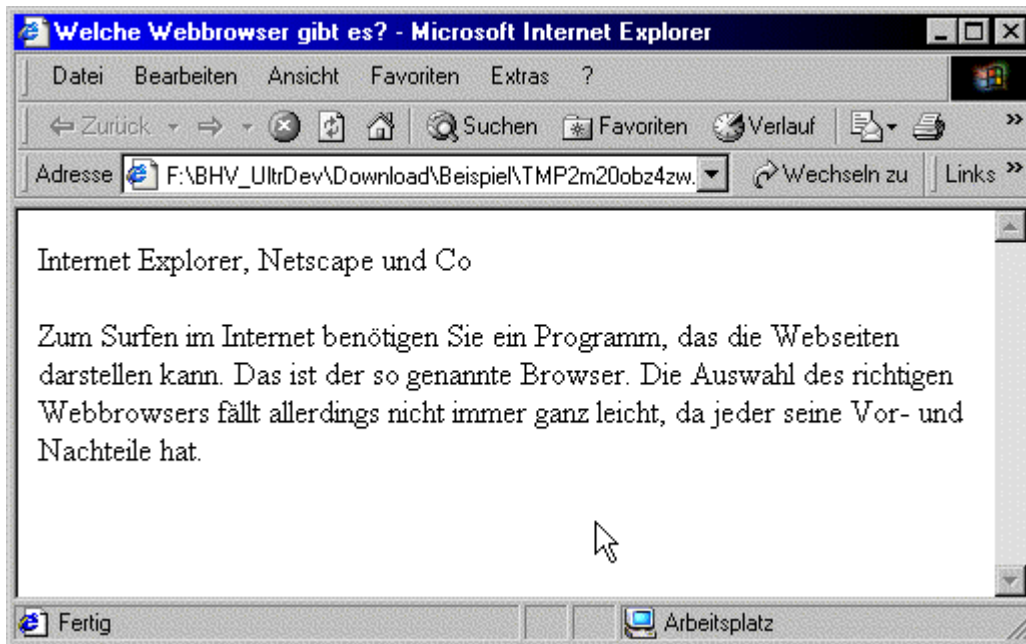 Welche Webbrowser gibt es? - Microsoft Internet Explorer
Datei Bearbeiten Ansicht Favoriten Extras ?
Zurück Suchen Favoriten Verlauf »
Adresse F:\BHV_UltrDev\Download\Beispiel\TMP2m20obz4zw. Wechseln zu Links »
Internet Explorer, Netscape und Co
Zum Surfen im Internet benötigen Sie ein Programm, das die Webseiten
darstellen kann. Das ist der so genannte Browser. Die Auswahl des richtigen
Webbrowsers fällt allerdings nicht immer ganz leicht, da jeder seine Vor- und
Nachteile hat.
Fertig Arbeitsplatz